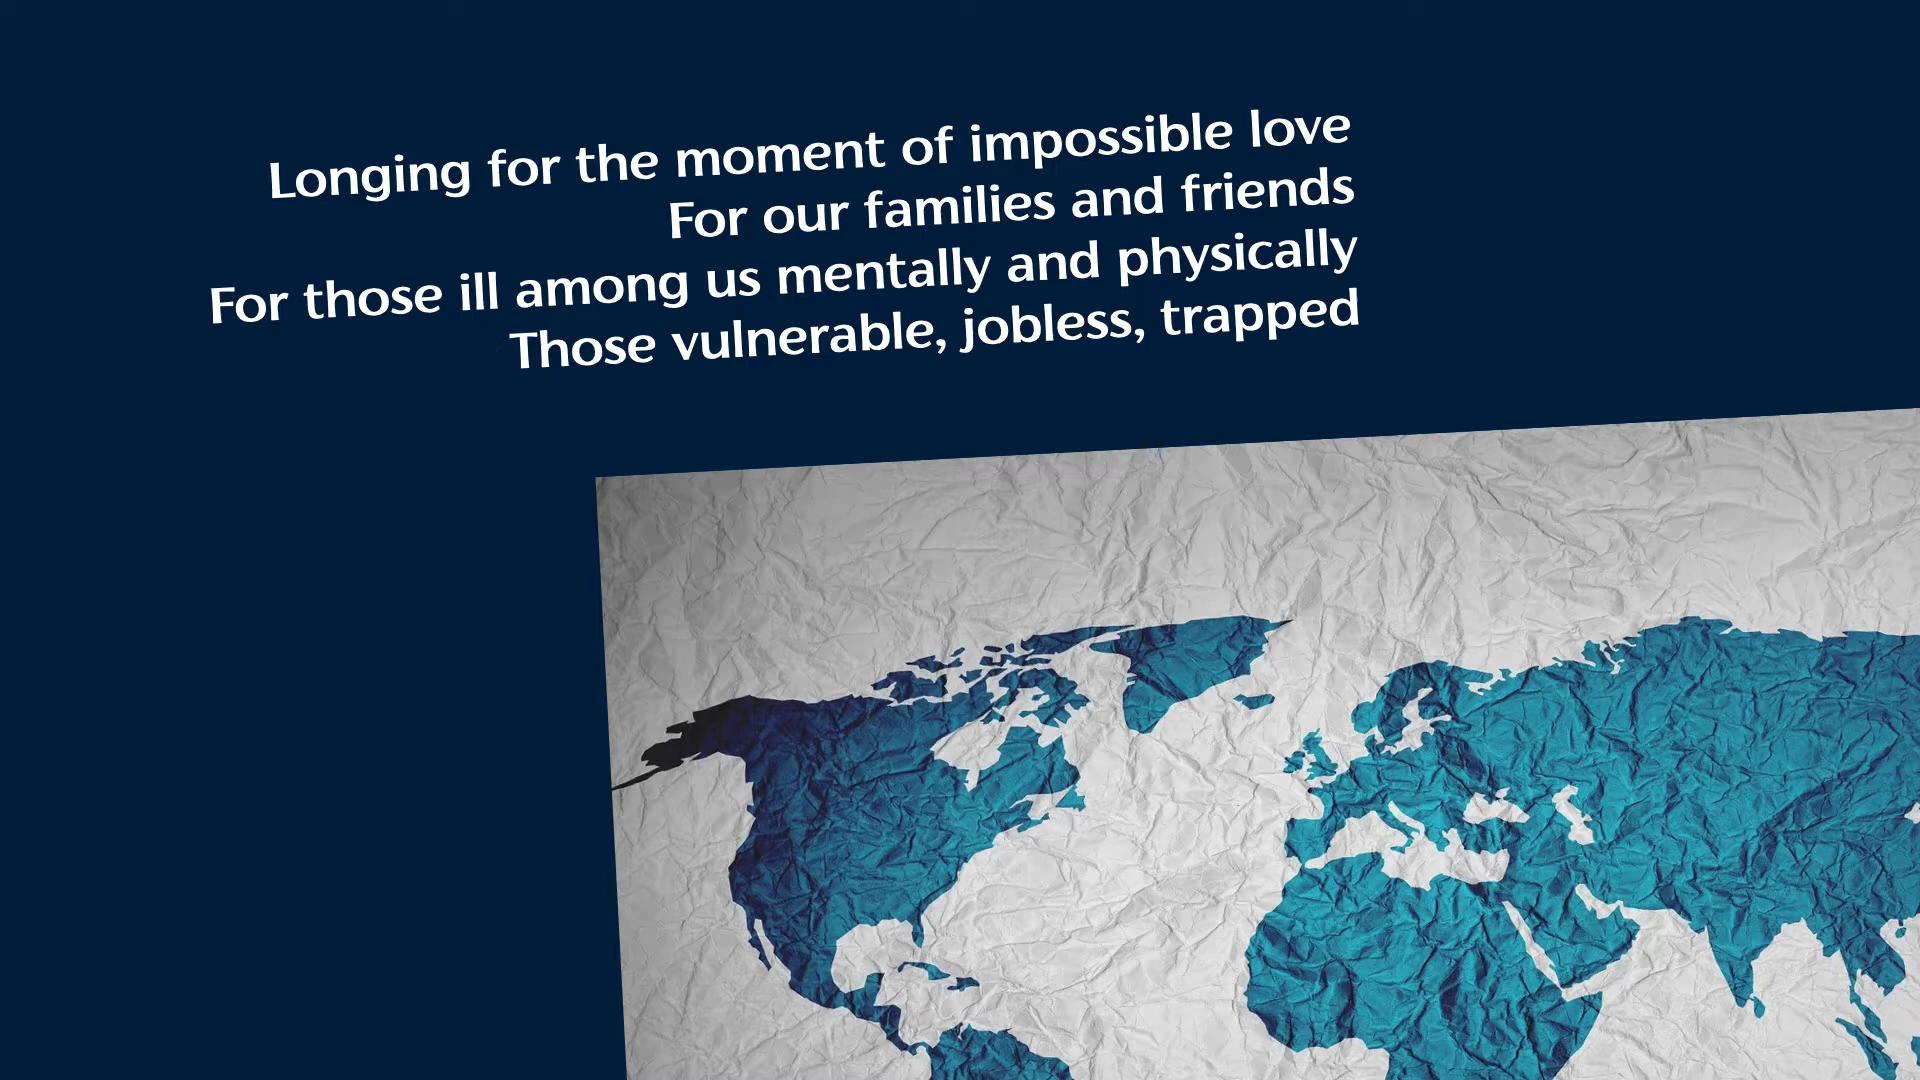 Longing for the moment of impossible love
For our families and friends
For those ill among us mentally and physically
Those vulnerable, jobless, trapped